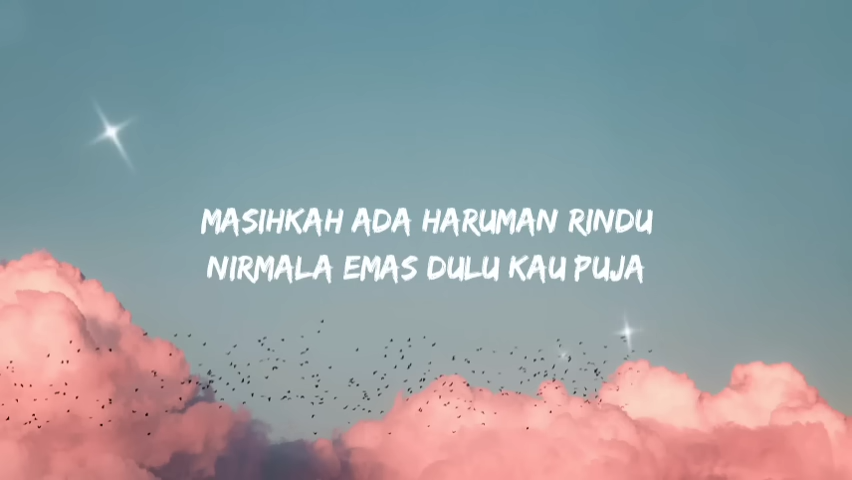 MASIHKAH ADA HARUMAN RINDU
NIRMALA EMAS DULU KAU PUJA